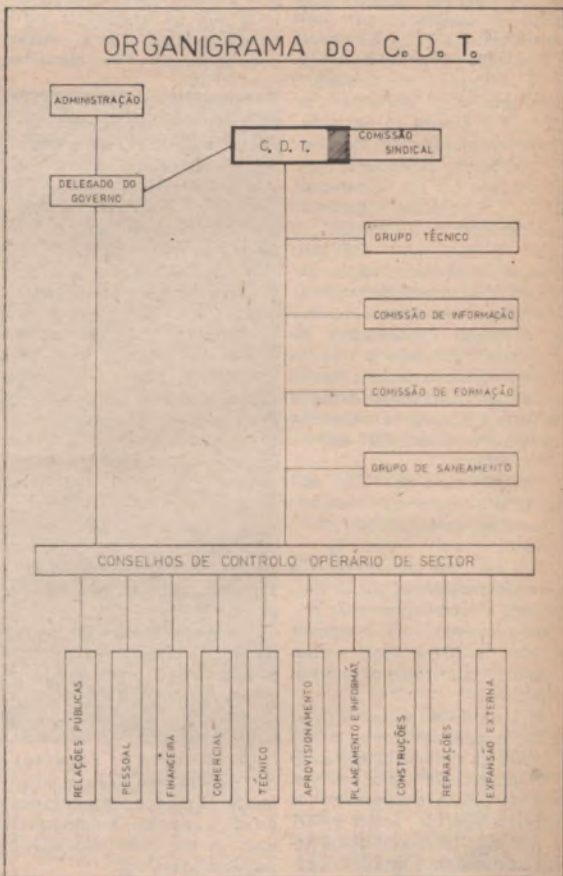 ORGANIGRAMA DO C.D.T.
ADMINISTRAÇÃO
C. D. T.
COMISSÃO
SINDICAL
DELEGADO DO
GOVERNO
GRUPO TÉCNICO
COMISSÃO DE INFORMAÇÃO
COMISSÃO DE FORMAÇÃO
GRUPO DE SANEAMENTO
CONSELHOS DE CONTROLO OPERÁRIO DE SECTOR
RELAÇÕES PÚBLICAS
PESSOAL
FINANCEIRA
COMERCIAL
TÉCNICO
APROVISIONAMENTO
PLANEAMENTO E INFORMÁT.
CONSTRUÇÕES
REPARAÇÕES
EXPANSÃO EXTERNA